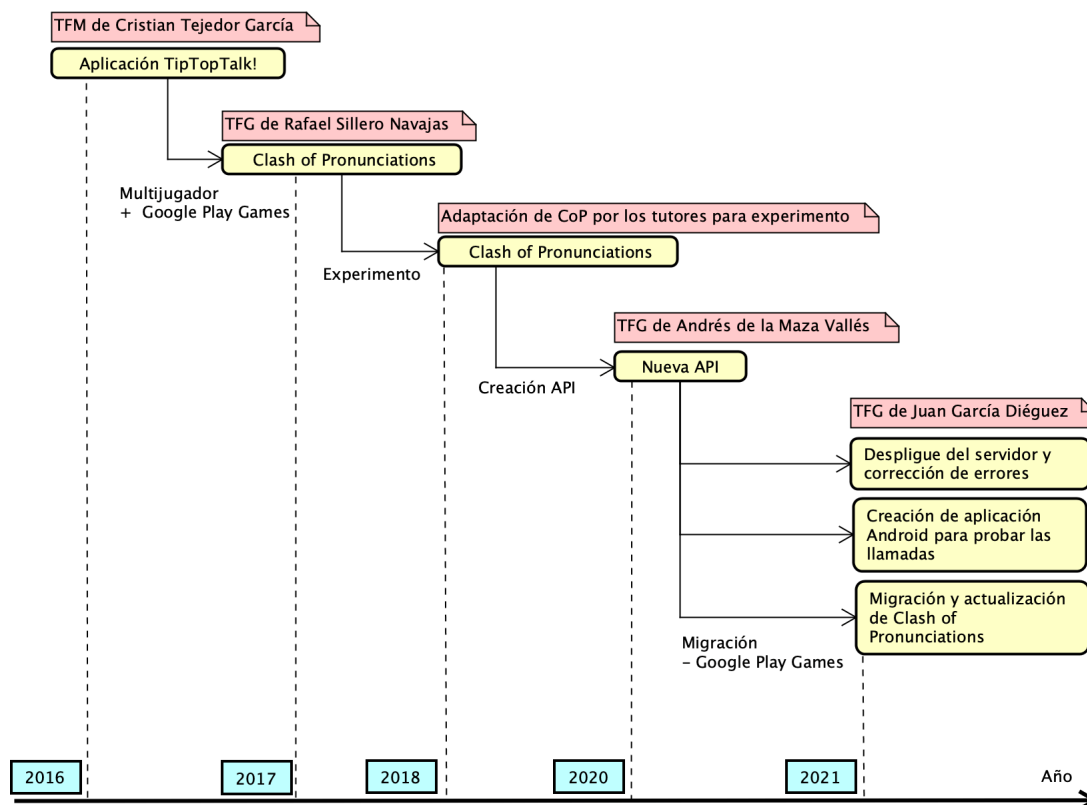 TFM de Cristian Tejedor García
Aplicación TipTopTalk!
TFG de Rafael Sillero Navajas
Clash of Pronunciations
Multijugador
+ Google Play Games
Adaptación de CoP por los tutores para experimento
Clash of Pronunciations
Experimento
TFG de Andrés de la Maza Vallés
Nueva API
Creación API
TFG de Juan García Diéguez
Despligue del servidor y
corrección de errores
Creación de aplicación
Android para probar las
llamadas
Migración y actualización
de Clash of
Pronunciations
Migración
– Google Play Games
2016
2017
2018
2020
2021
Año